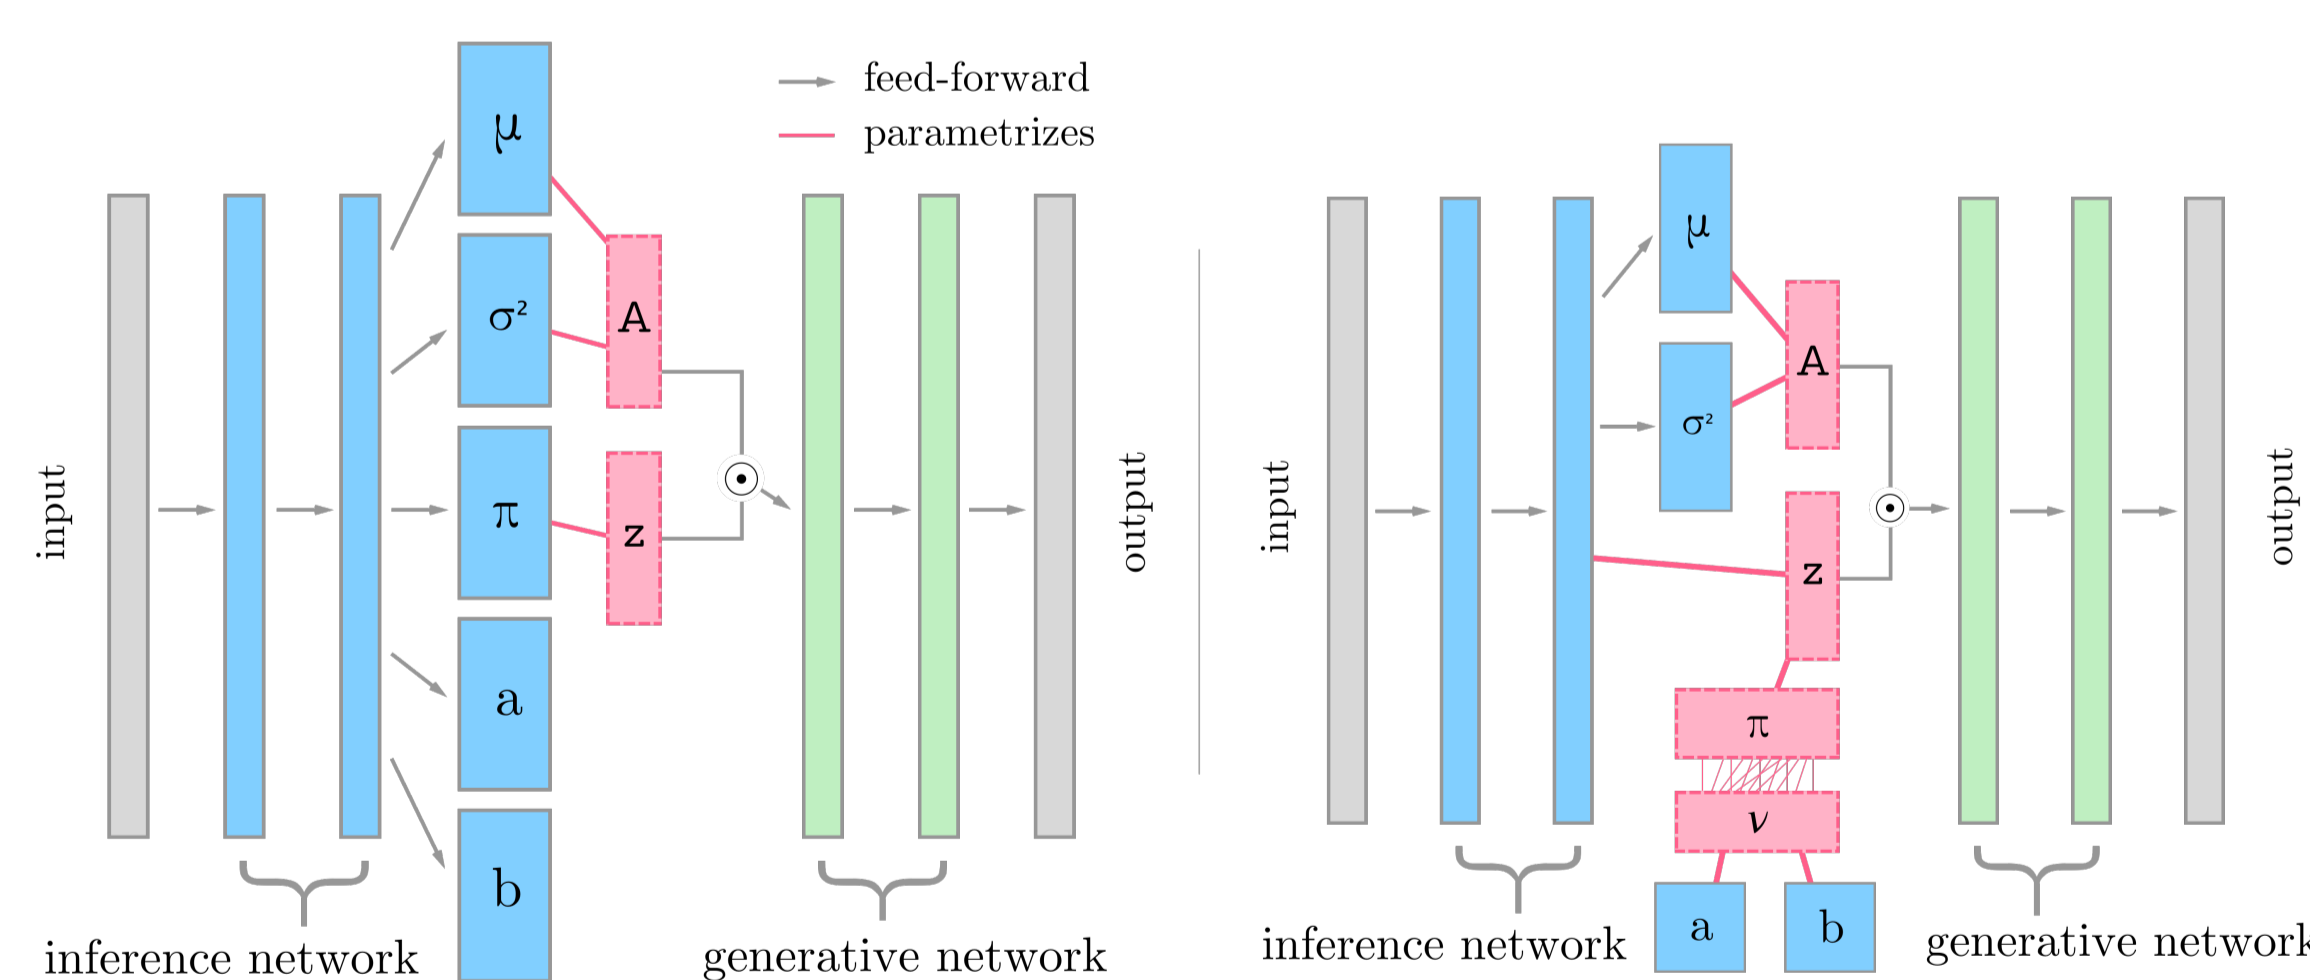 feed-forward
parametrizes
input
μ
σ²
π
a
b
A
z
output
inference network
generative network
input
μ
σ²
A
z
π
ν
a
b
output
inference network
generative network